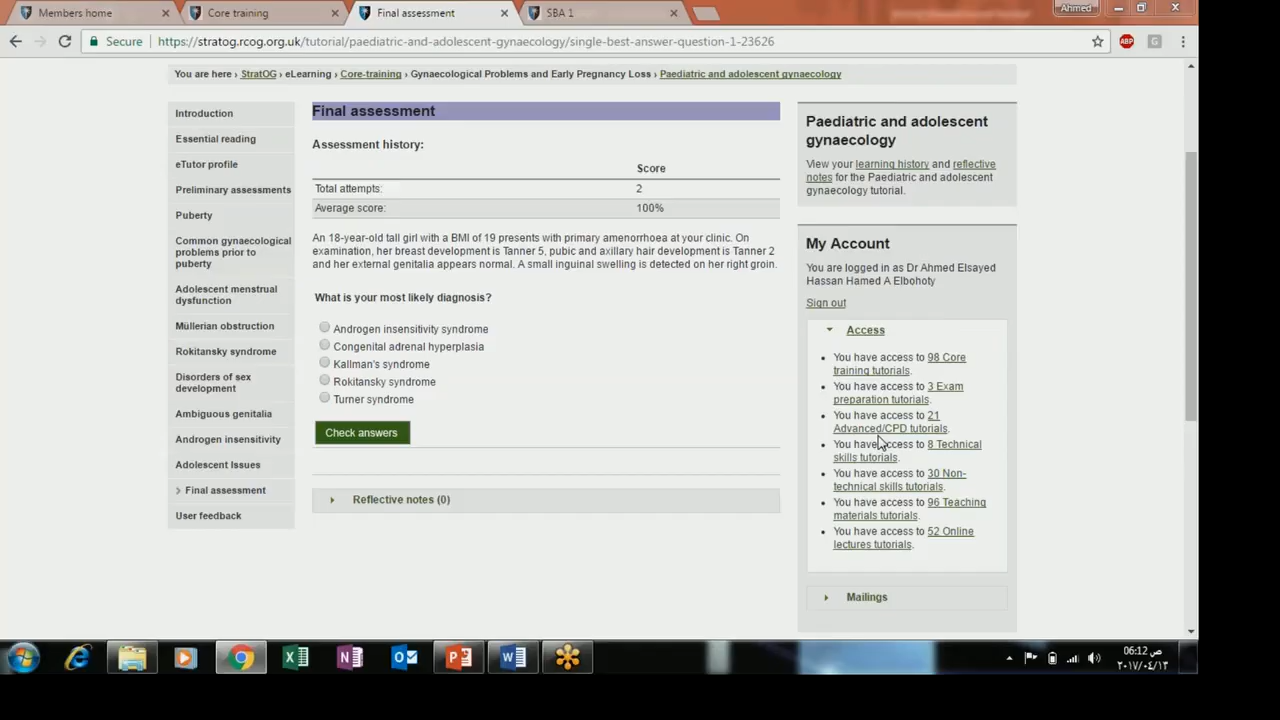 Members home
Core training
Final assessment
SBA 1
Ahmed
Secure
https://stratog.rcog.org.uk/tutorial/paediatric-and-adolescent-gynaecology/single-best-answer-question-1-23626
ABP
G
You are here › StratOG › eLearning › Core-training › Gynaecological Problems and Early Pregnancy Loss › Paediatric and adolescent gynaecology
Introduction
Essential reading
eTutor profile
Preliminary assessments
Puberty
Common gynaecological
problems prior to
puberty
Adolescent menstrual
dysfunction
Müllerian obstruction
Rokitansky syndrome
Disorders of sex
development
Ambiguous genitalia
Androgen insensitivity
Adolescent Issues
› Final assessment
User feedback
Final assessment
Assessment history:
Score
Total attempts: 2
Average score: 100%
An 18-year-old tall girl with a BMI of 19 presents with primary amenorrhoea at your clinic. On
examination, her breast development is Tanner 5, pubic and axillary hair development is Tanner 2
and her external genitalia appears normal. A small inguinal swelling is detected on her right groin.
What is your most likely diagnosis?
Androgen insensitivity syndrome
Congenital adrenal hyperplasia
Kallman's syndrome
Rokitansky syndrome
Turner syndrome
Check answers
Reflective notes (0)
Paediatric and adolescent
gynaecology
View your learning history and reflective
notes for the Paediatric and adolescent
gynaecology tutorial.
My Account
You are logged in as Dr Ahmed Elsayed
Hassan Hamed A Elbohoty
Sign out
Access
You have access to 98 Core
training tutorials.
You have access to 3 Exam
preparation tutorials.
You have access to 21
Advanced/CPD tutorials.
You have access to 8 Technical
skills tutorials.
You have access to 30 Non-
technical skills tutorials.
You have access to 96 Teaching
materials tutorials.
You have access to 52 Online
lectures tutorials.
Mailings
06:12 ص
٢٠١٧/٠٤/١٣